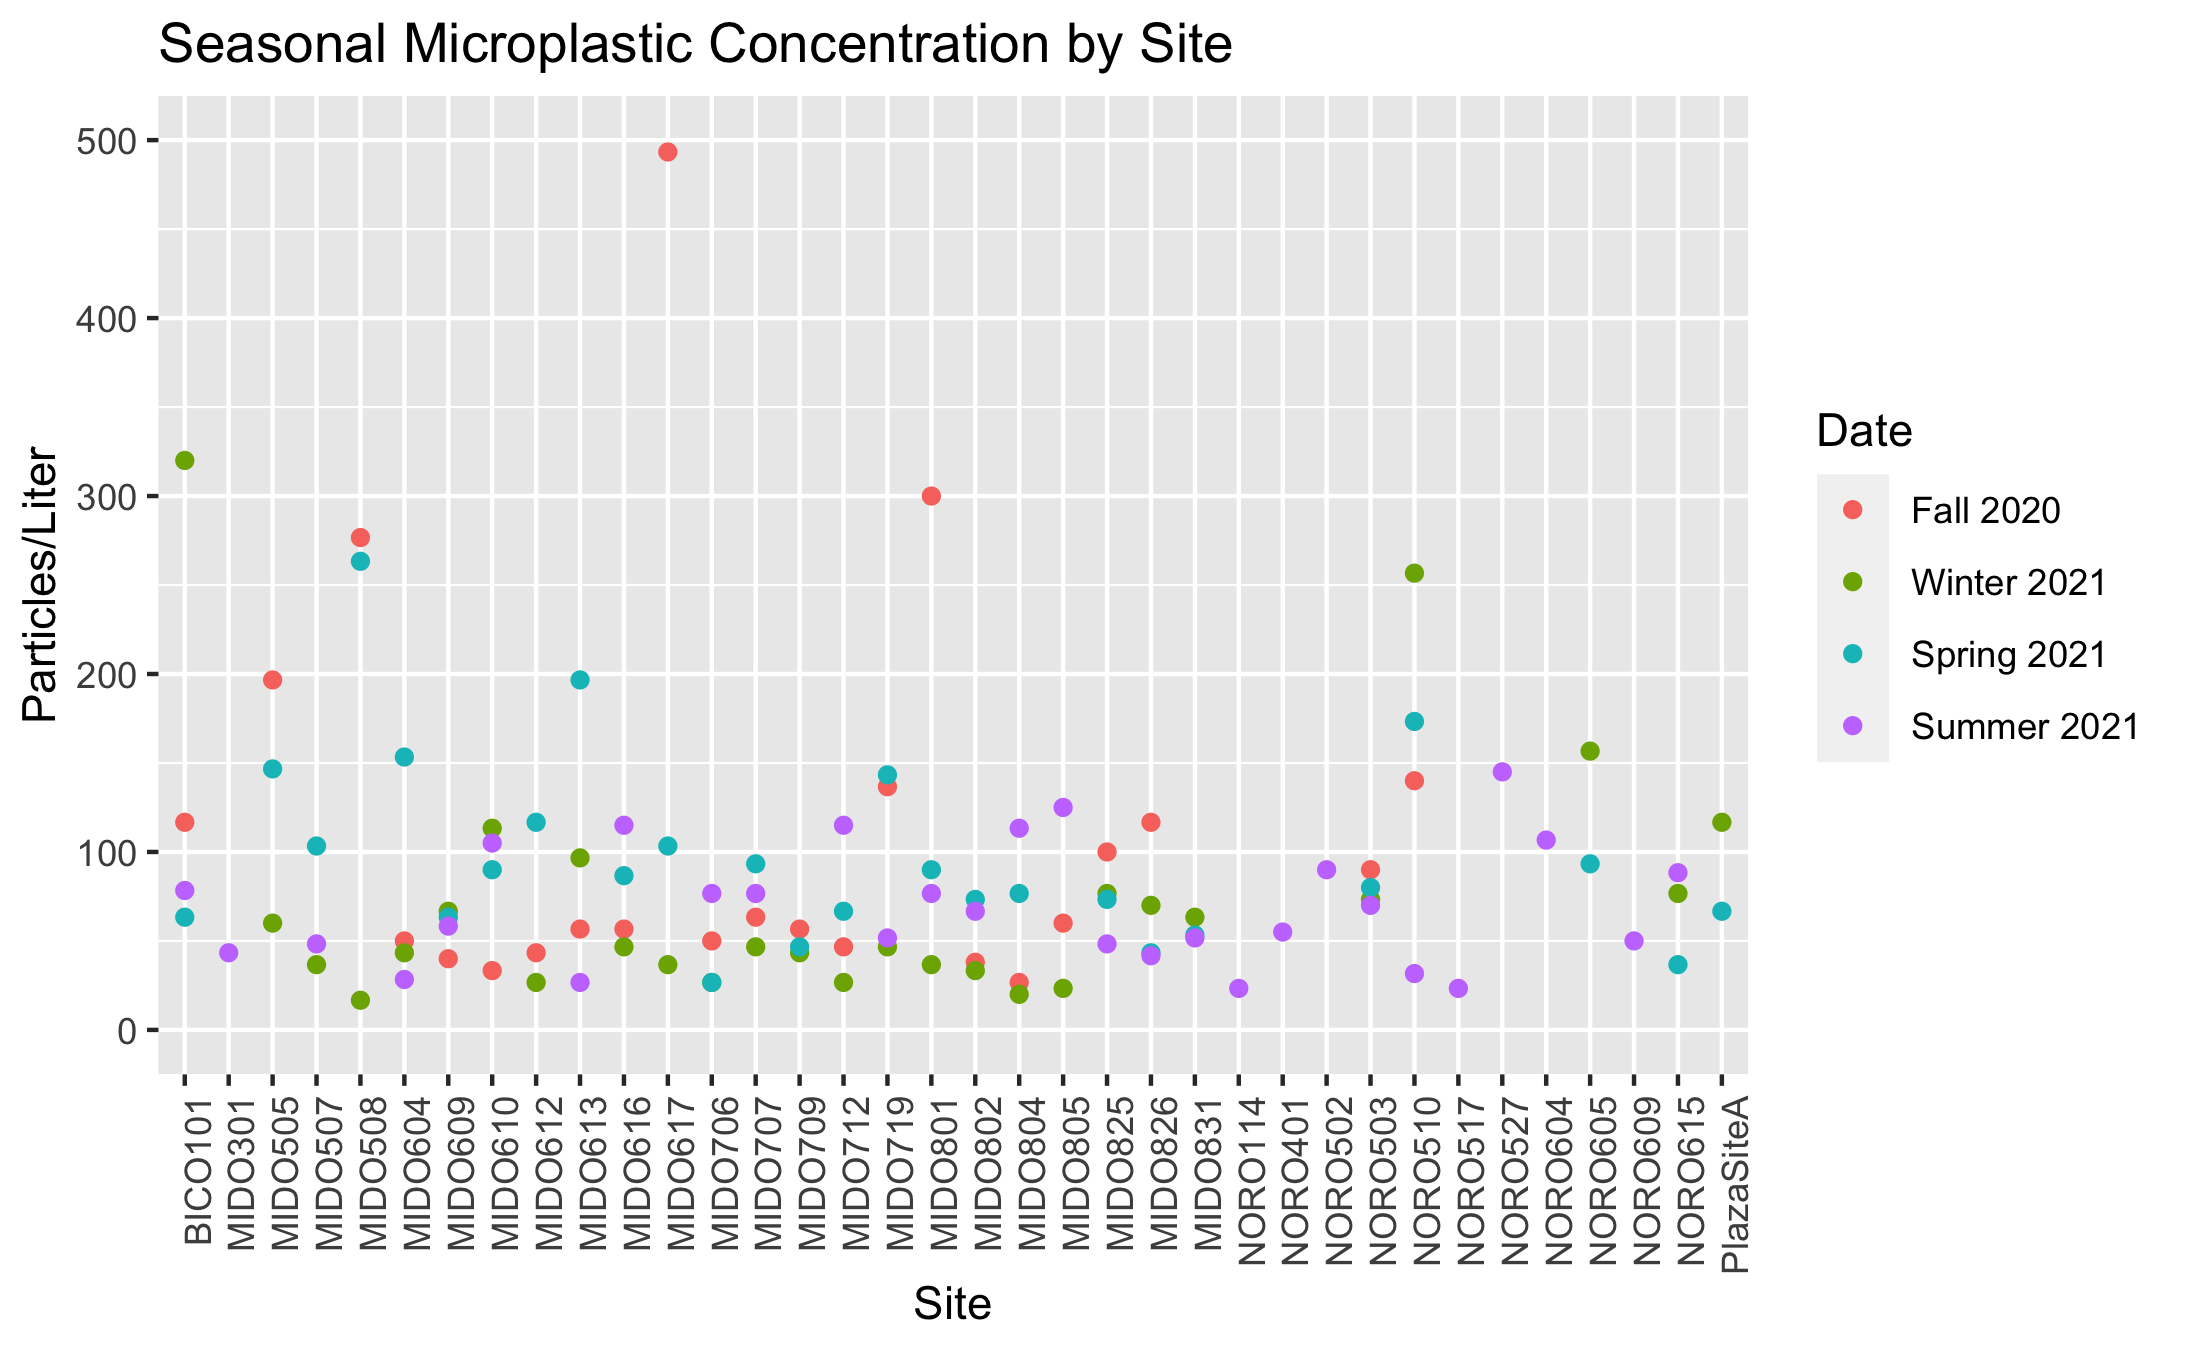 Seasonal Microplastic Concentration by Site
Particles/Liter
500
400
300
200
100
0
BICO101
MIDO301
MIDO505
MIDO507
MIDO508
MIDO604
MIDO609
MIDO610
MIDO612
MIDO613
MIDO616
MIDO617
MIDO706
MIDO707
MIDO709
MIDO712
MIDO719
MIDO801
MIDO802
MIDO804
MIDO805
MIDO825
MIDO826
MIDO831
NORO114
NORO401
NORO502
NORO503
NORO510
NORO517
NORO527
NORO604
NORO605
NORO609
NORO615
PlazaSiteA
Site
Date
Fall 2020
Winter 2021
Spring 2021
Summer 2021